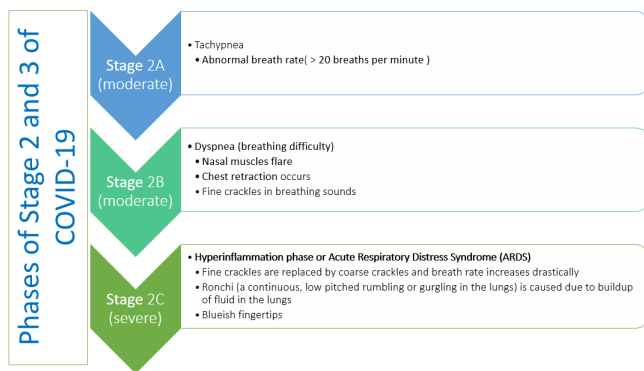 Phases of Stage 2 and 3 of
COVID-19
Stage 2A
(moderate)
• Tachypnea
• Abnormal breath rate( > 20 breaths per minute )
Stage 2B
(moderate)
• Dyspnea (breathing difficulty)
• Nasal muscles flare
• Chest retraction occurs
• Fine crackles in breathing sounds
Stage 2C
(severe)
• Hyperinflammation phase or Acute Respiratory Distress Syndrome (ARDS)
• Fine crackles are replaced by coarse crackles and breath rate increases drastically
• Ronchi (a continuous, low pitched rumbling or gurgling in the lungs) is caused due to buildup
of fluid in the lungs
• Blueish fingertips